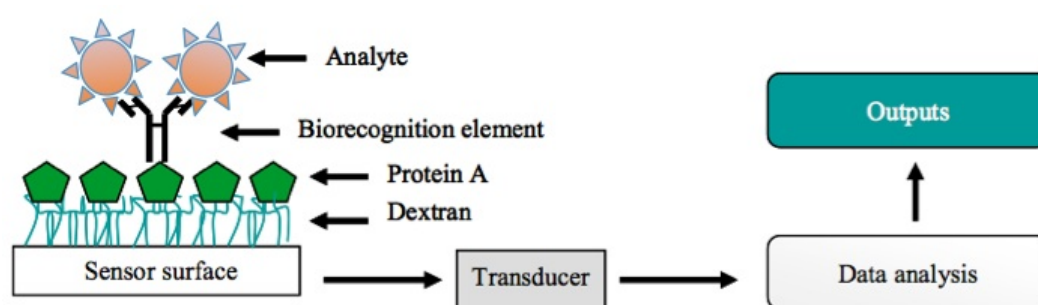 Analyte
Biorecognition element
Protein A
Dextran
Sensor surface
Transducer
Data analysis
Outputs